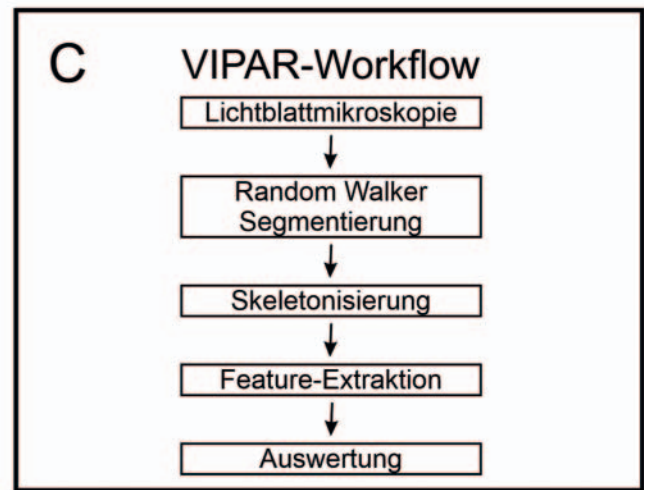 C
VIPAR-Workflow
Lichtblattmikroskopie
Random Walker
Segmentierung
Skeletonisierung
Feature-Extraktion
Auswertung